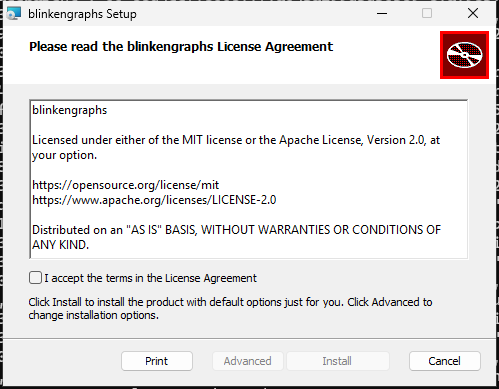 blinkengraphs Setup
Please read the blinkengraphs License Agreement
blinkengraphs
Licensed under either of the MIT license or the Apache License, Version 2.0, at
your option.
https://opensource.org/license/mit
https://www.apache.org/licenses/LICENSE-2.0
Distributed on an "AS IS" BASIS, WITHOUT WARRANTIES OR CONDITIONS OF
ANY KIND.
I accept the terms in the License Agreement
Click Install to install the product with default options just for you. Click Advanced to
change installation options.
Print
Advanced
Install
Cancel